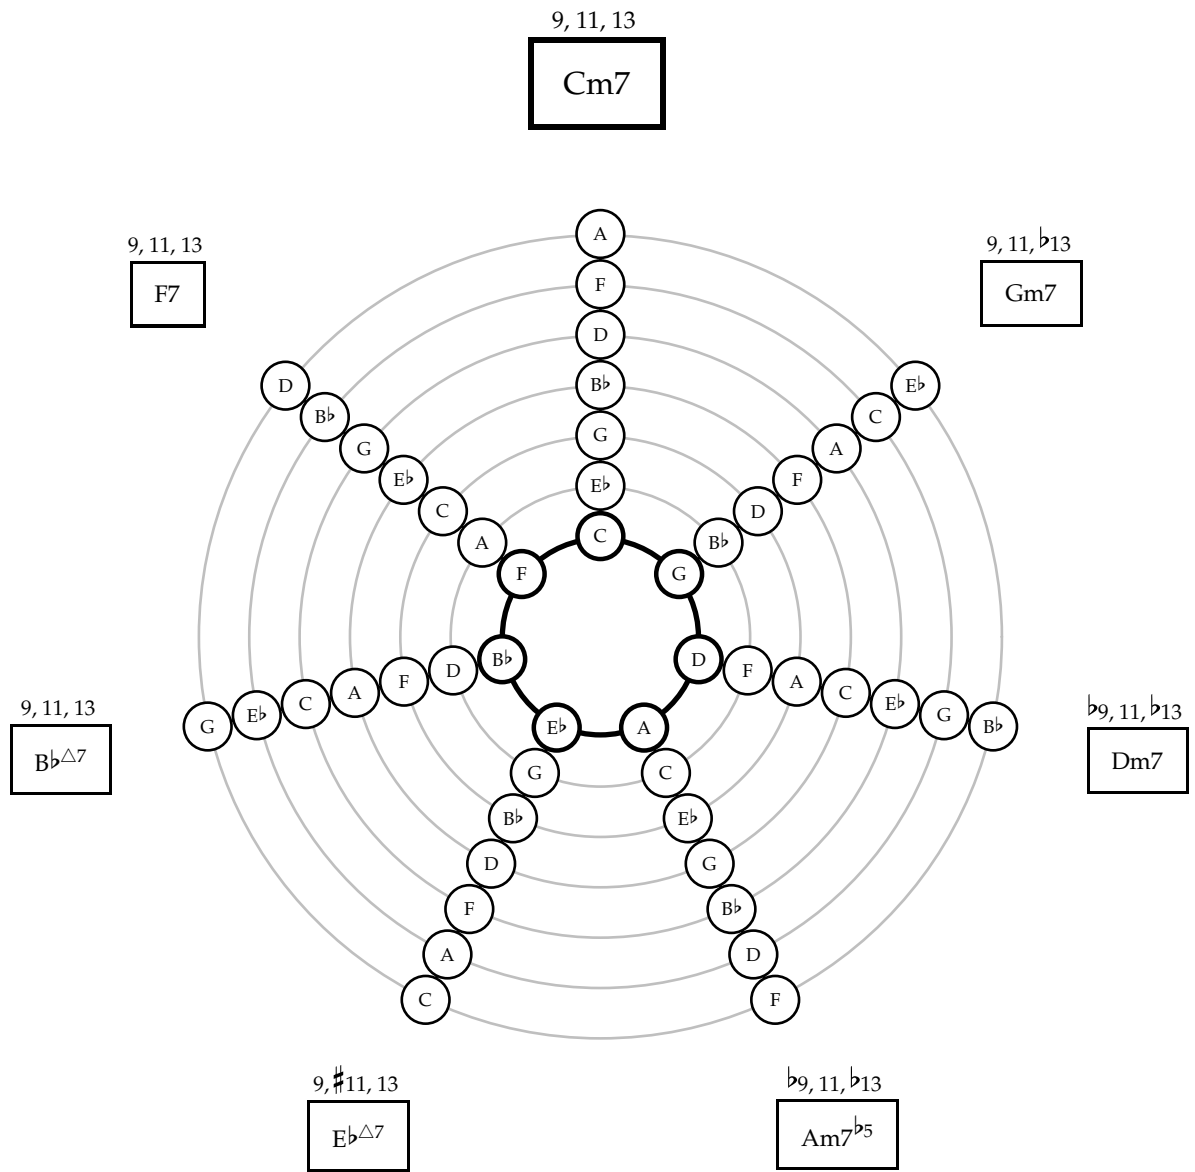 9, 11, 13
Cm7
9, 11, 13
F7
9, 11, ♭13
Gm7
A
F
D
B♭
G
E♭
C
D
B♭
G
E♭
C
A
F
E♭
C
A
F
D
B♭
G
G
E♭
C
A
F
D
B♭
D
F
A
C
E♭
G
B♭
9, 11, 13
B♭△7
♭9, 11, ♭13
Dm7
E♭
G
B♭
D
F
A
C
A
C
E♭
G
B♭
D
F
9, ♯11, 13
E♭△7
♭9, 11, ♭13
Am7♭5